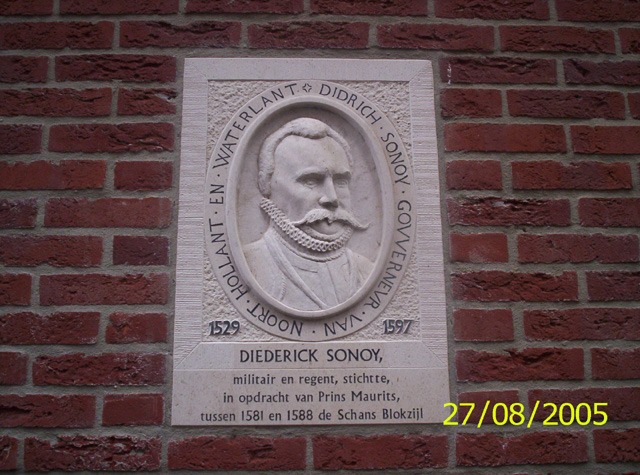 DIDRICH · SONOY · GOVVERNEVR · VAN · NOORT · HOLLANT · EN · WATERLANT
1529 1597
DIEDERICK SONOY,
militair en regent, stichtte,
in opdracht van Prins Maurits,
tussen 1581 en 1588 de Schans Blokzijl
27/08/2005